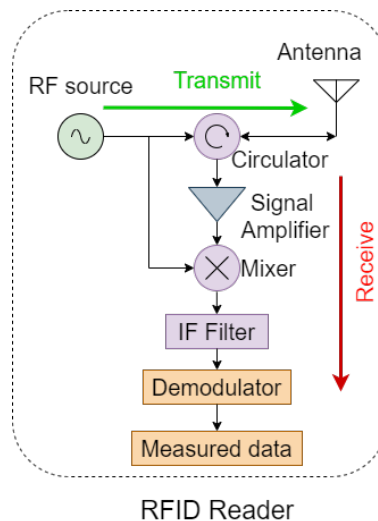 Antenna
Transmit
RF source
Circulator
Signal
Amplifier
Receive
Mixer
IF Filter
Demodulator
Measured data
RFID Reader